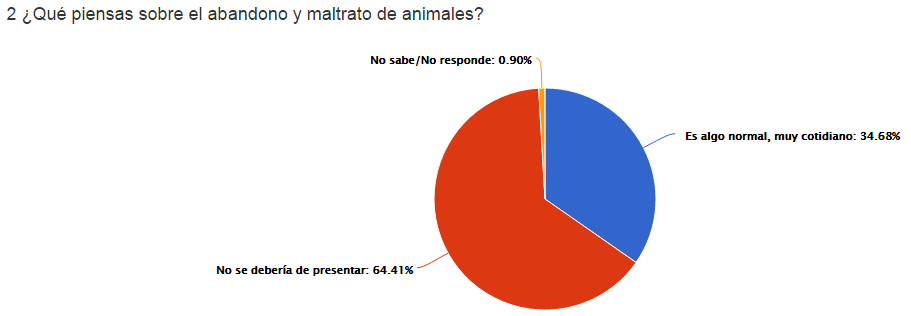 2 ¿Qué piensas sobre el abandono y maltrato de animales?
No sabe/No responde: 0.90%
Es algo normal, muy cotidiano: 34.68%
No se debería de presentar: 64.41%